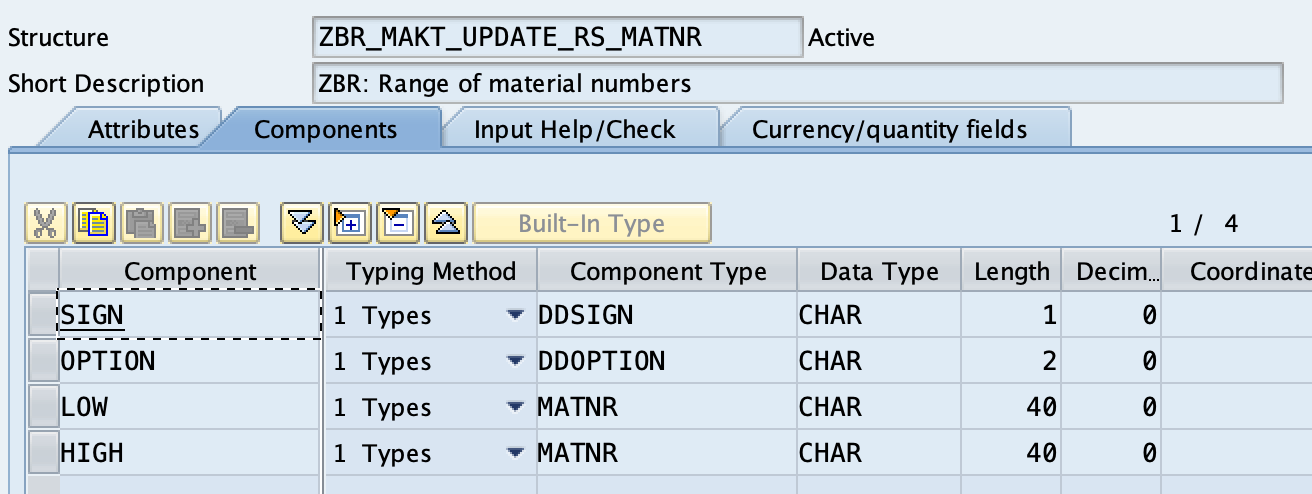 Structure ZBR_MAKT_UPDATE_RS_MATNR Active
Short Description ZBR: Range of material numbers
Attributes Components Input Help/Check Currency/quantity fields
Built-In Type 1 / 4
Component Typing Method Component Type Data Type Length Decim... Coordinate
SIGN 1 Types DDSIGN CHAR 1 0
OPTION 1 Types DDOPTION CHAR 2 0
LOW 1 Types MATNR CHAR 40 0
HIGH 1 Types MATNR CHAR 40 0